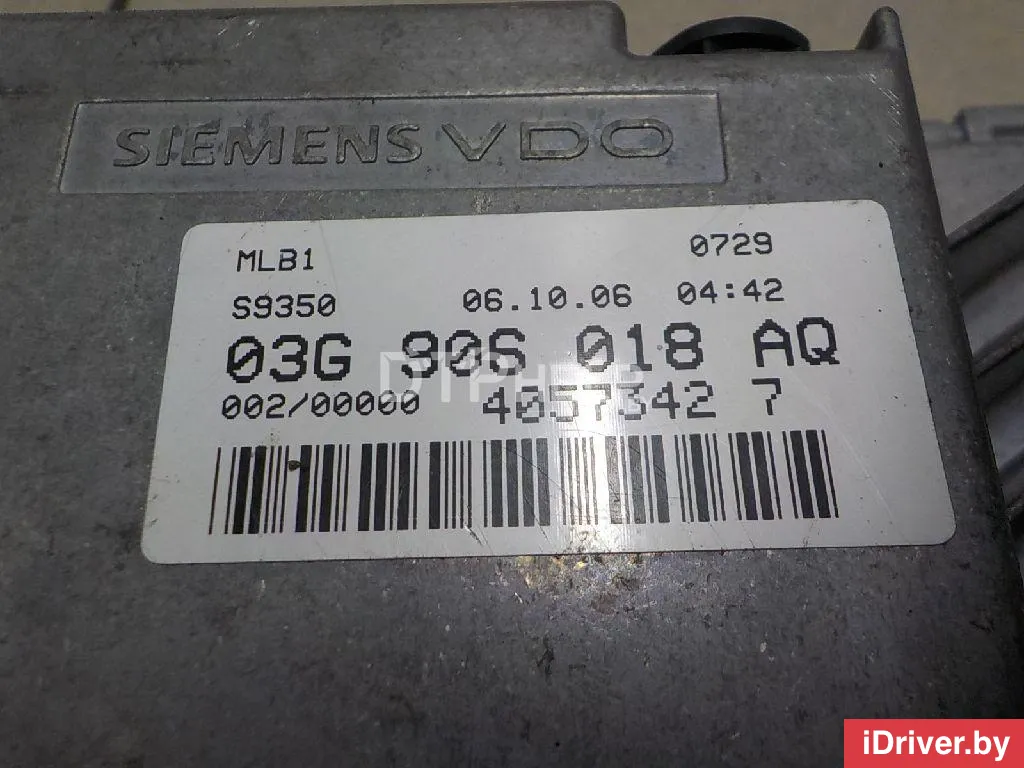 SIEMENS VDO
MLB1 0729
S9350 06.10.06 04:42
03G 906 018 AQ
002/00000 4057342 7
iDriver.by